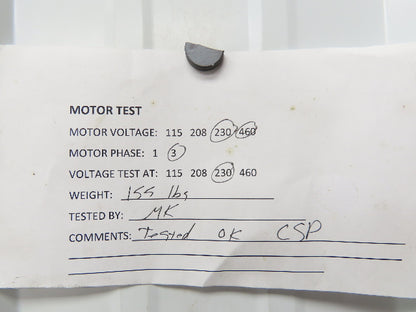 MOTOR TEST
MOTOR VOLTAGE: 115 208 230 460
MOTOR PHASE: 1 3
VOLTAGE TEST AT: 115 208 230 460
WEIGHT: 155 lbs
TESTED BY: MK
COMMENTS: Tested OK CSP